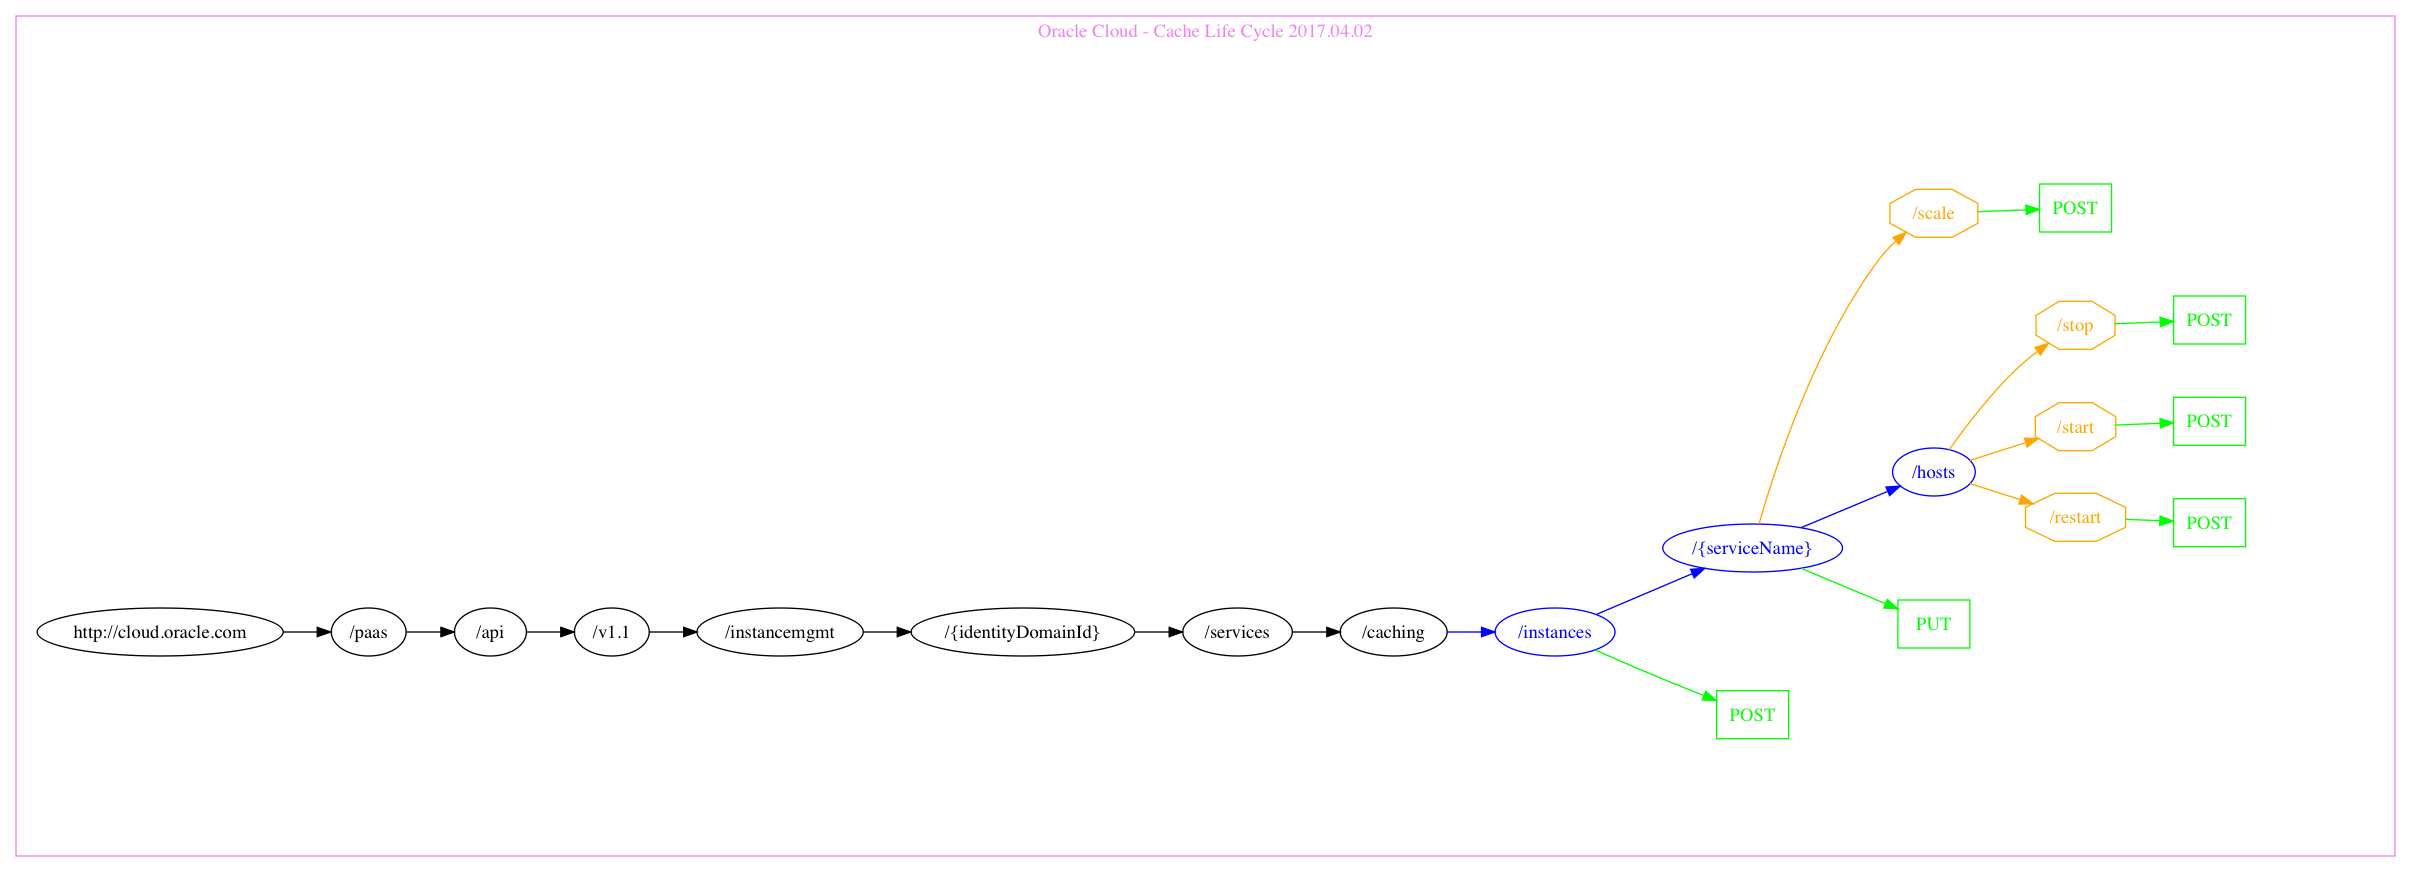 Oracle Cloud - Cache Life Cycle 2017.04.02
/scale
POST
/stop
POST
/start
POST
/hosts
/restart
POST
/{serviceName}
PUT
http://cloud.oracle.com
/paas
/api
/v1.1
/instancemgmt
/{identityDomainId}
/services
/caching
/instances
POST